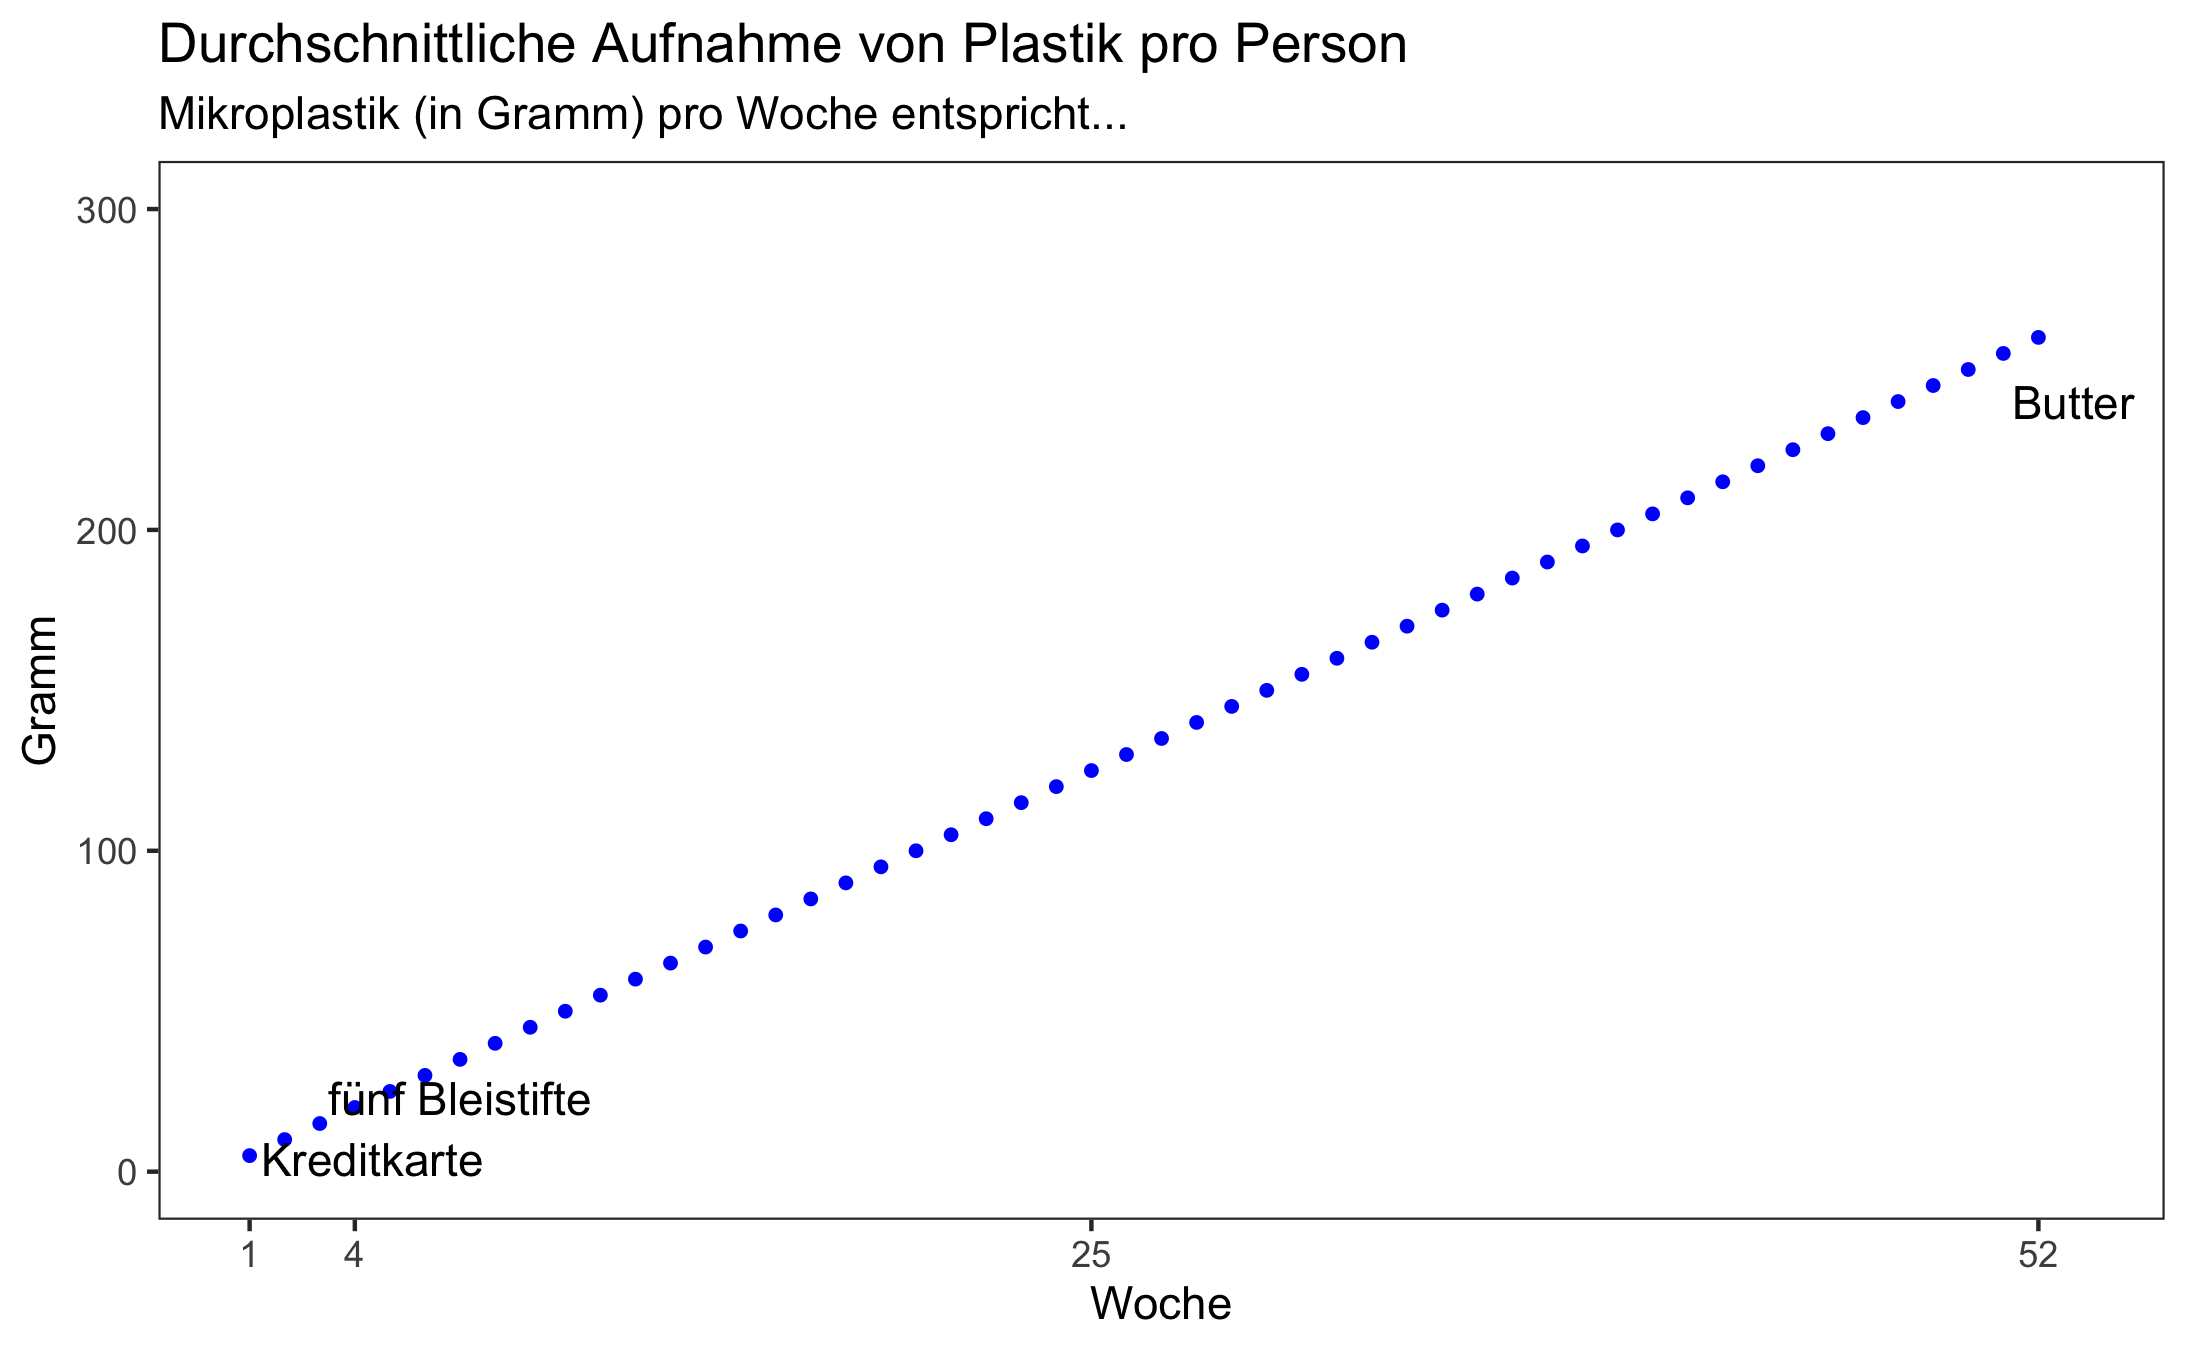 Durchschnittliche Aufnahme von Plastik pro Person
Mikroplastik (in Gramm) pro Woche entspricht...
300
200
100
0
Gramm
Butter
fünf Bleistifte
Kreditkarte
1 4 25 52
Woche